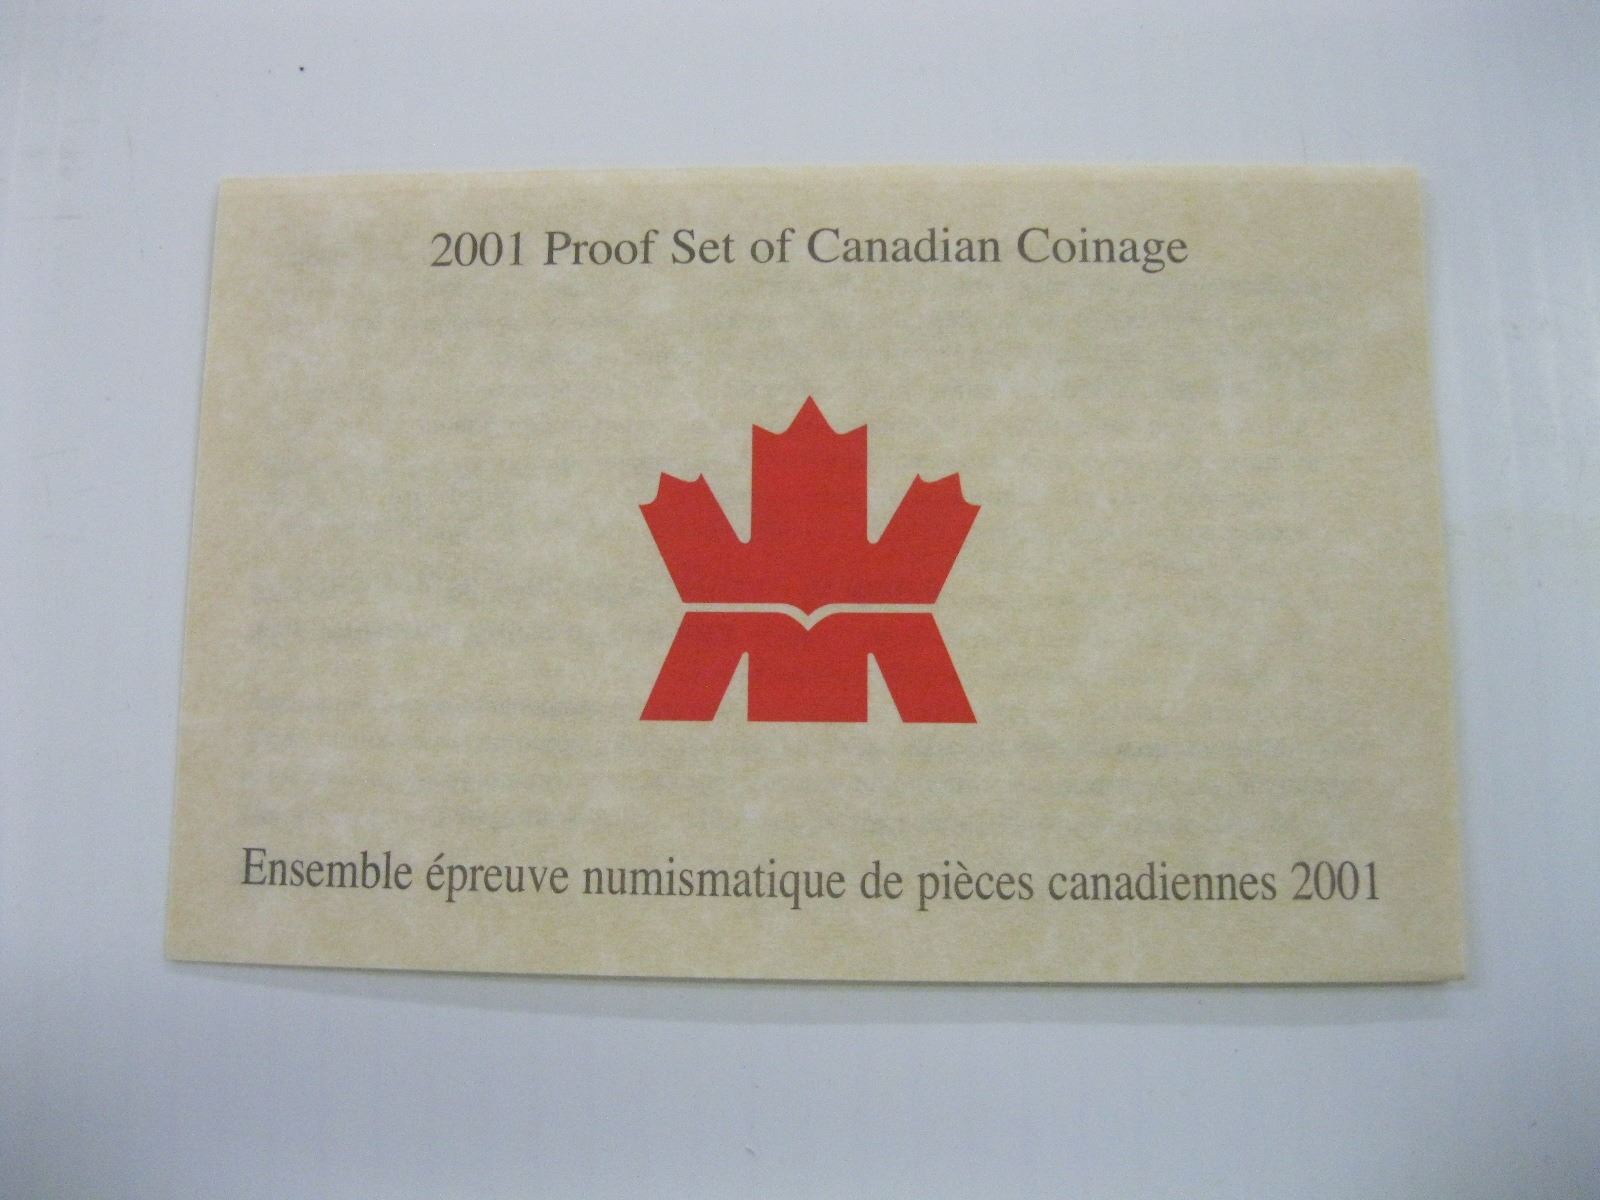 2001 Proof Set of Canadian Coinage
Ensemble épreuve numismatique de pièces canadiennes 2001